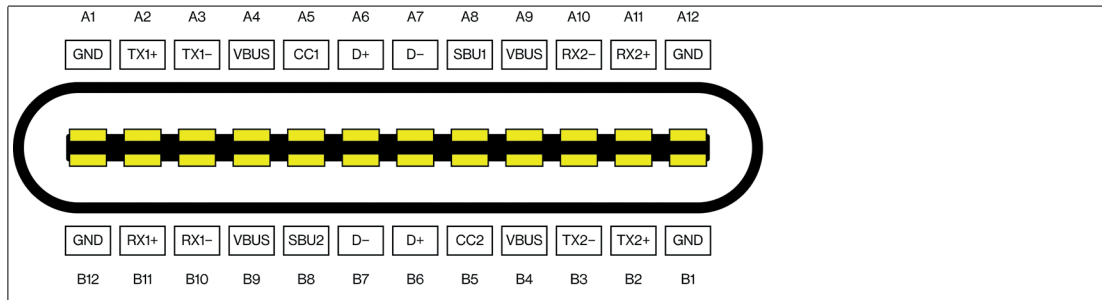 A1 A2 A3 A4 A5 A6 A7 A8 A9 A10 A11 A12
GND TX1+ TX1− VBUS CC1 D+ D− SBU1 VBUS RX2− RX2+ GND
GND RX1+ RX1− VBUS SBU2 D− D+ CC2 VBUS TX2− TX2+ GND
B12 B11 B10 B9 B8 B7 B6 B5 B4 B3 B2 B1